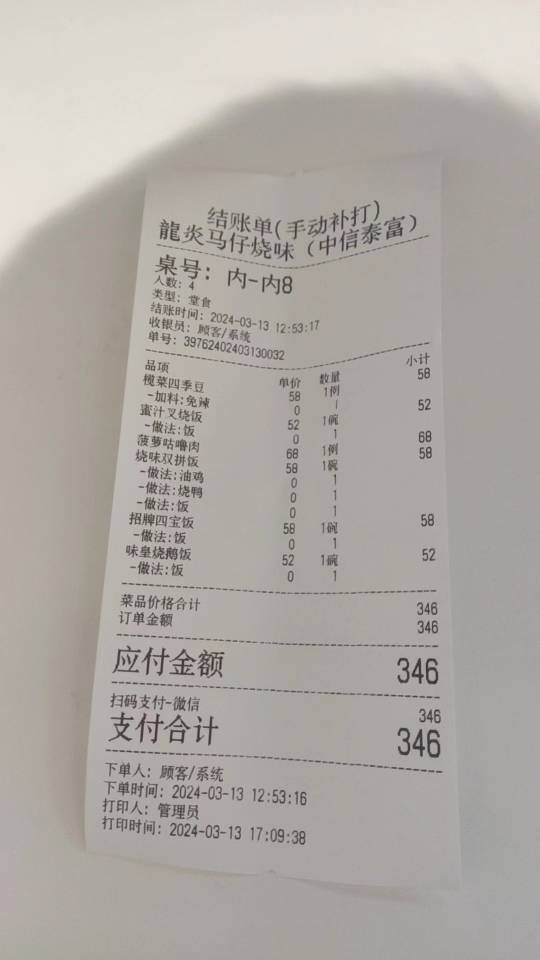 结账单(手动补打)
龍炎马仔烧味（中信泰富）
桌号: 内-内8
人数: 4
类型: 堂食
结账时间: 2024-03-13 12:53:17
收银员: 顾客/系统
单号: 39762402403130032
品项 单价 数量 小计
榄菜四季豆 58 1例 58
-加料:免辣 0 1
蜜汁叉烧饭 52 1碗 52
-做法:饭 0 1
菠萝咕噜肉 68 1例 68
烧味双拼饭 58 1碗 58
-做法:油鸡 0 1
-做法:烧鸭 0 1
-做法:饭 0 1
招牌四宝饭 58 1碗 58
-做法:饭 0 1
味皇烧鹅饭 52 1碗 52
-做法:饭 0 1
菜品价格合计 346
订单金额 346
应付金额 346
扫码支付-微信 346
支付合计 346
下单人: 顾客/系统
下单时间: 2024-03-13 12:53:16
打印人: 管理员
打印时间: 2024-03-13 17:09:38